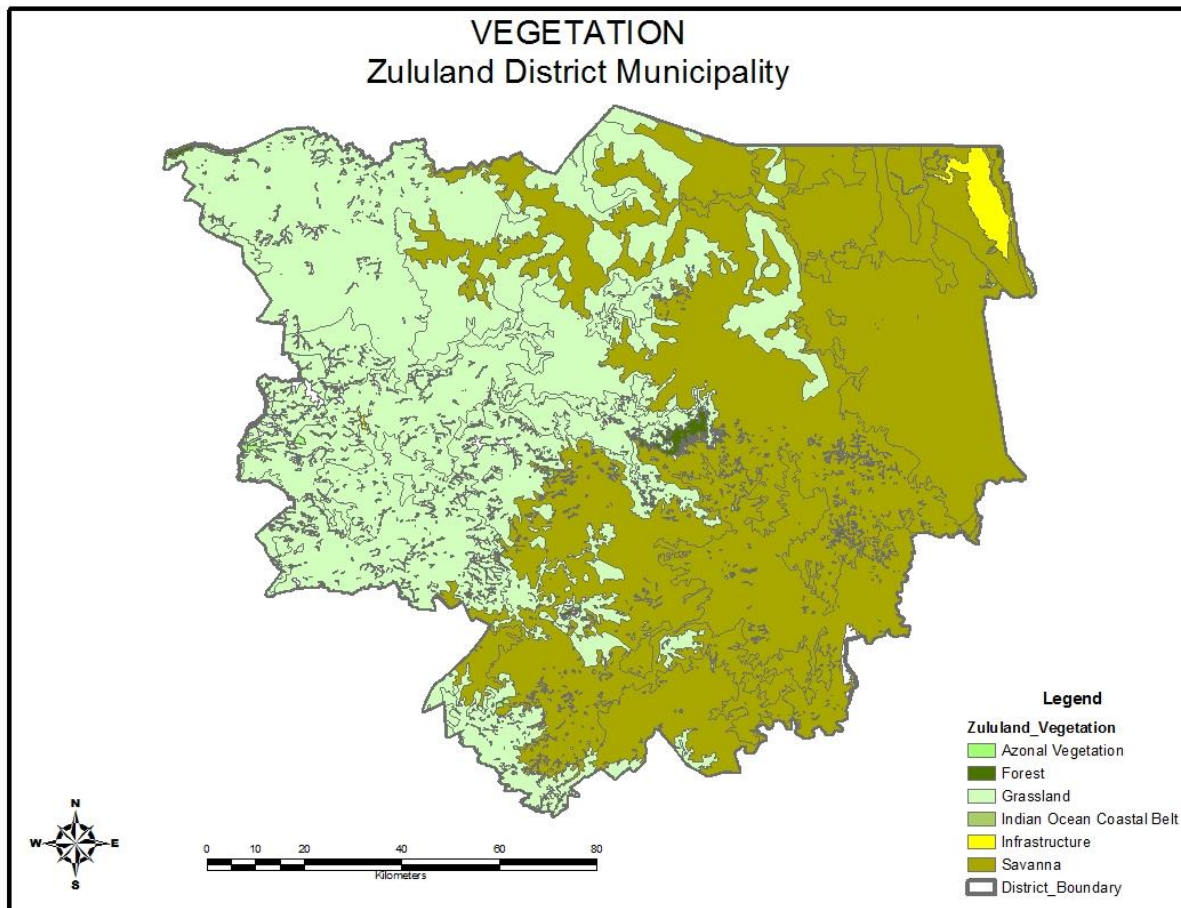 VEGETATION
Zululand District Municipality
Legend
Zululand_Vegetation
Azonal Vegetation
Forest
Grassland
Indian Ocean Coastal Belt
Infrastructure
Savanna
District_Boundary
N
W E
S
0 10 20 40 60 80
Kilometers